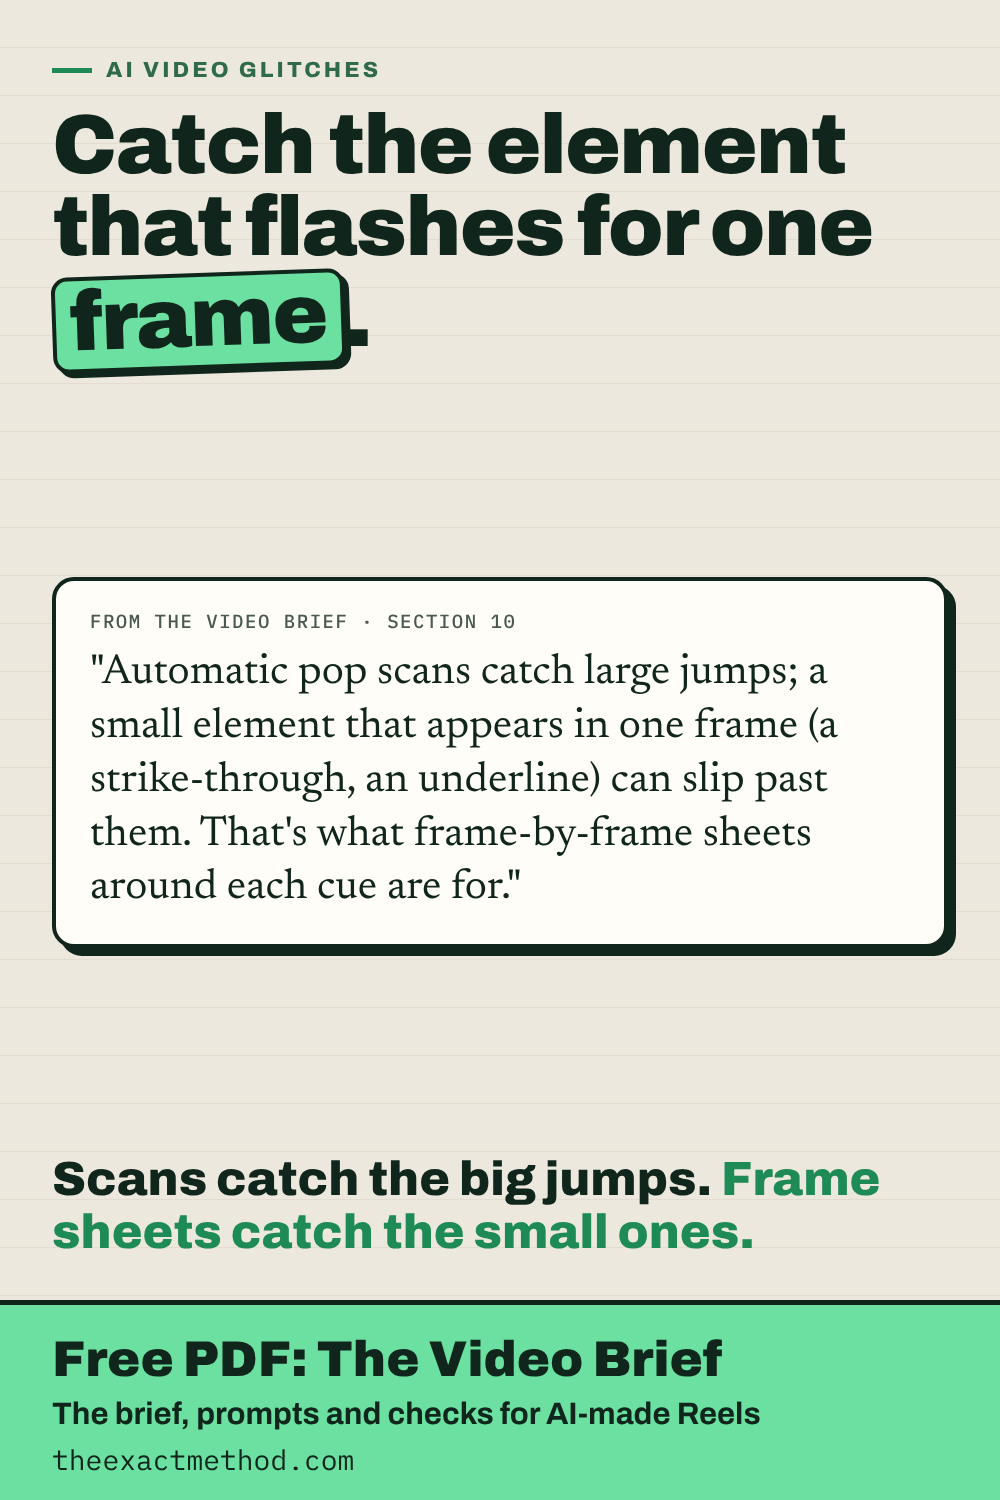 AI VIDEO GLITCHES
Catch the element
that flashes for one
frame.
FROM THE VIDEO BRIEF · SECTION 10
"Automatic pop scans catch large jumps; a
small element that appears in one frame (a
strike-through, an underline) can slip past
them. That's what frame-by-frame sheets
around each cue are for."
Scans catch the big jumps. Frame
sheets catch the small ones.
Free PDF: The Video Brief
The brief, prompts and checks for AI-made Reels
theexactmethod.com